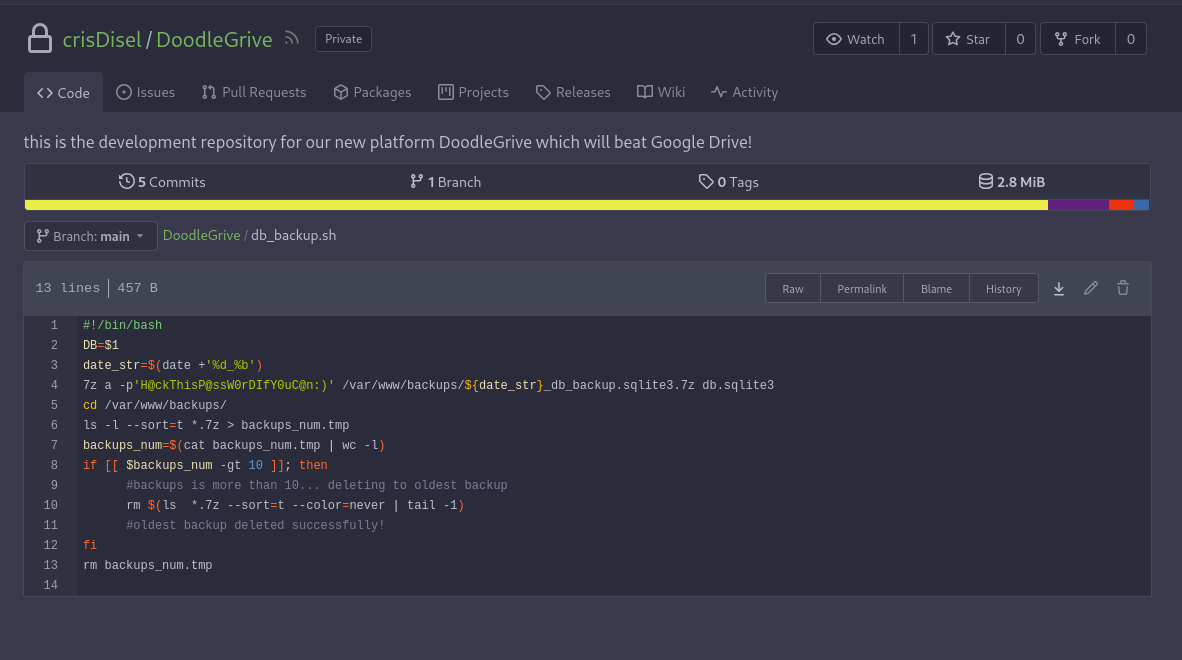 crisDisel / DoodleGrive Private Watch 1 Star 0 Fork 0
Code Issues Pull Requests Packages Projects Releases Wiki Activity
this is the development repository for our new platform DoodleGrive which will beat Google Drive!
5 Commits 1 Branch 0 Tags 2.8 MiB
Branch: main DoodleGrive / db_backup.sh
13 lines 457 B Raw Permalink Blame History
1 #!/bin/bash
2 DB=$1
3 date_str=$(date +'%d_%b')
4 7z a -p'H@ckThisP@ssW0rDIfY0uC@n:)' /var/www/backups/${date_str}_db_backup.sqlite3.7z db.sqlite3
5 cd /var/www/backups/
6 ls -l --sort=t *.7z > backups_num.tmp
7 backups_num=$(cat backups_num.tmp | wc -l)
8 if [[ $backups_num -gt 10 ]]; then
9       #backups is more than 10... deleting to oldest backup
10       rm $(ls  *.7z --sort=t --color=never | tail -1)
11       #oldest backup deleted successfully!
12 fi
13 rm backups_num.tmp
14